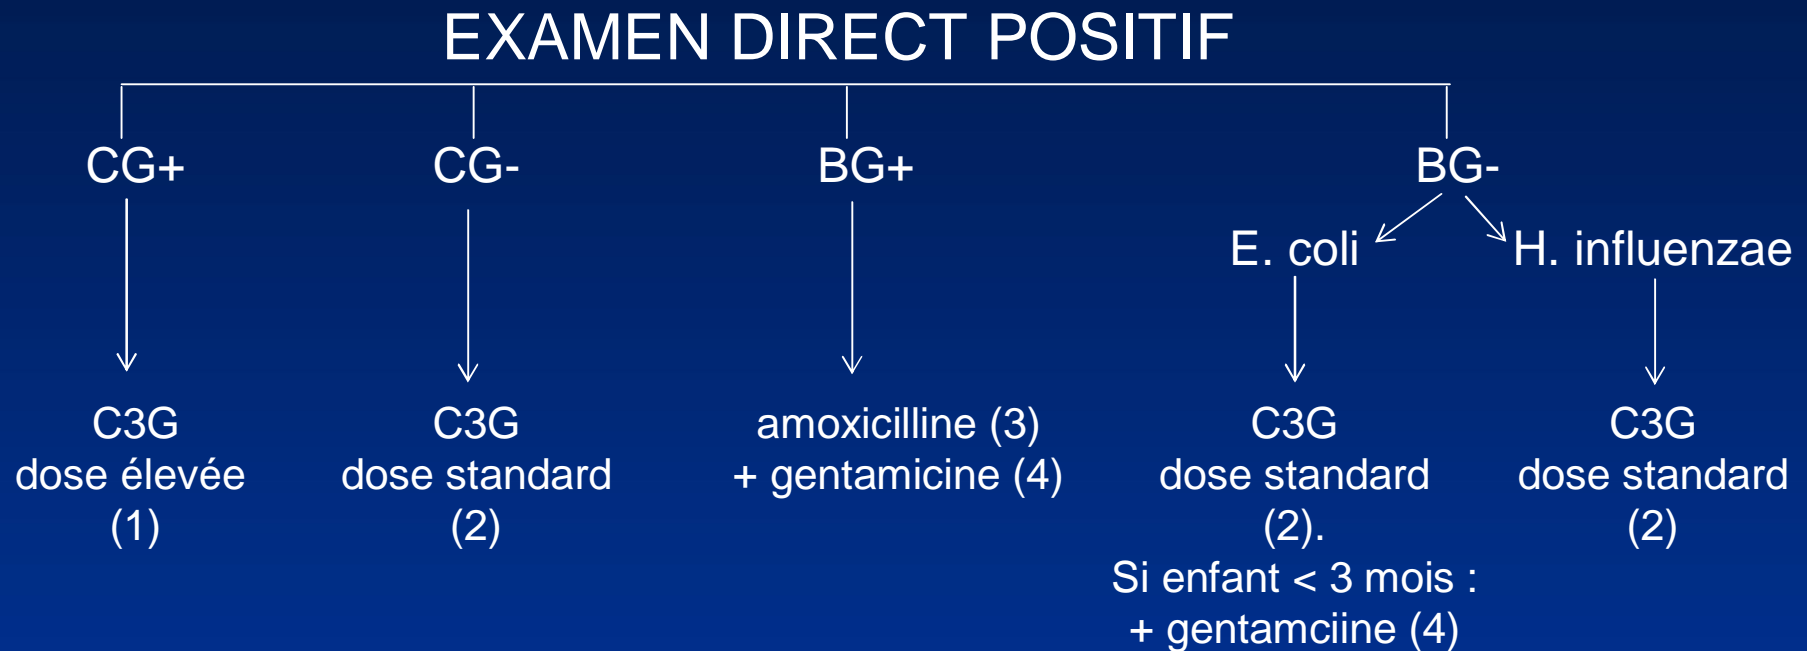 EXAMEN DIRECT POSITIF
CG+
CG-
BG+
BG-
E. coli
H. influenzae
C3G
dose élevée
(1)
C3G
dose standard
(2)
amoxicilline (3)
+ gentamicine (4)
C3G
dose standard
(2).
Si enfant < 3 mois :
+ gentamciine (4)
C3G
dose standard
(2)